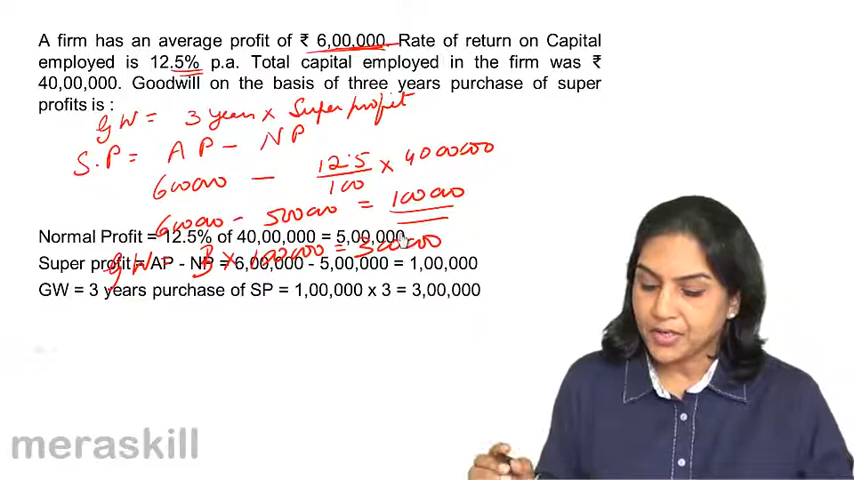 A firm has an average profit of ₹ 6,00,000. Rate of return on Capital
employed is 12.5% p.a. Total capital employed in the firm was ₹
40,00,000. Goodwill on the basis of three years purchase of super
profits is :
GW = 3 years x Super profit
S.P = AP - NP
600000 - 12.5/100 x 4000000
600000 - 500000 = 100000
Normal Profit = 12.5% of 40,00,000 = 5,00,000
GW = 3 x 100000 = 300000
Super profit = AP - NP = 6,00,000 - 5,00,000 = 1,00,000
GW = 3 years purchase of SP = 1,00,000 x 3 = 3,00,000
meraskill